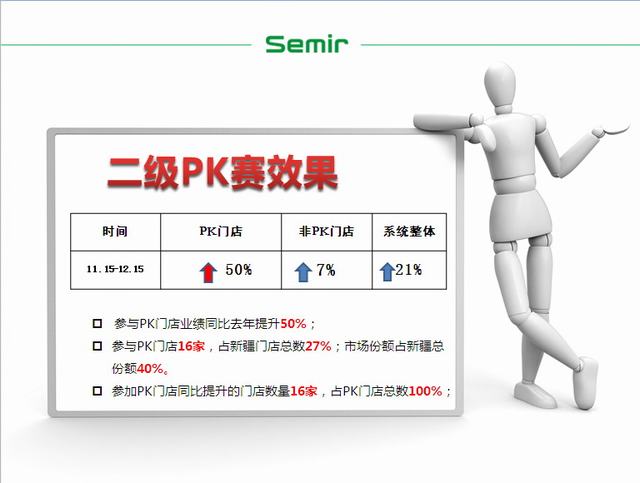 Semir
二级PK赛效果
时间 PK门店 非PK门店 系统整体
11.15-12.15 50% 7% 21%
参与PK门店业绩同比去年提升50%；
参与PK门店16家，占新疆门店总数27%；市场份额占新疆总
份额40%。
参加PK门店同比提升的门店数量16家，占PK门店总数100%；